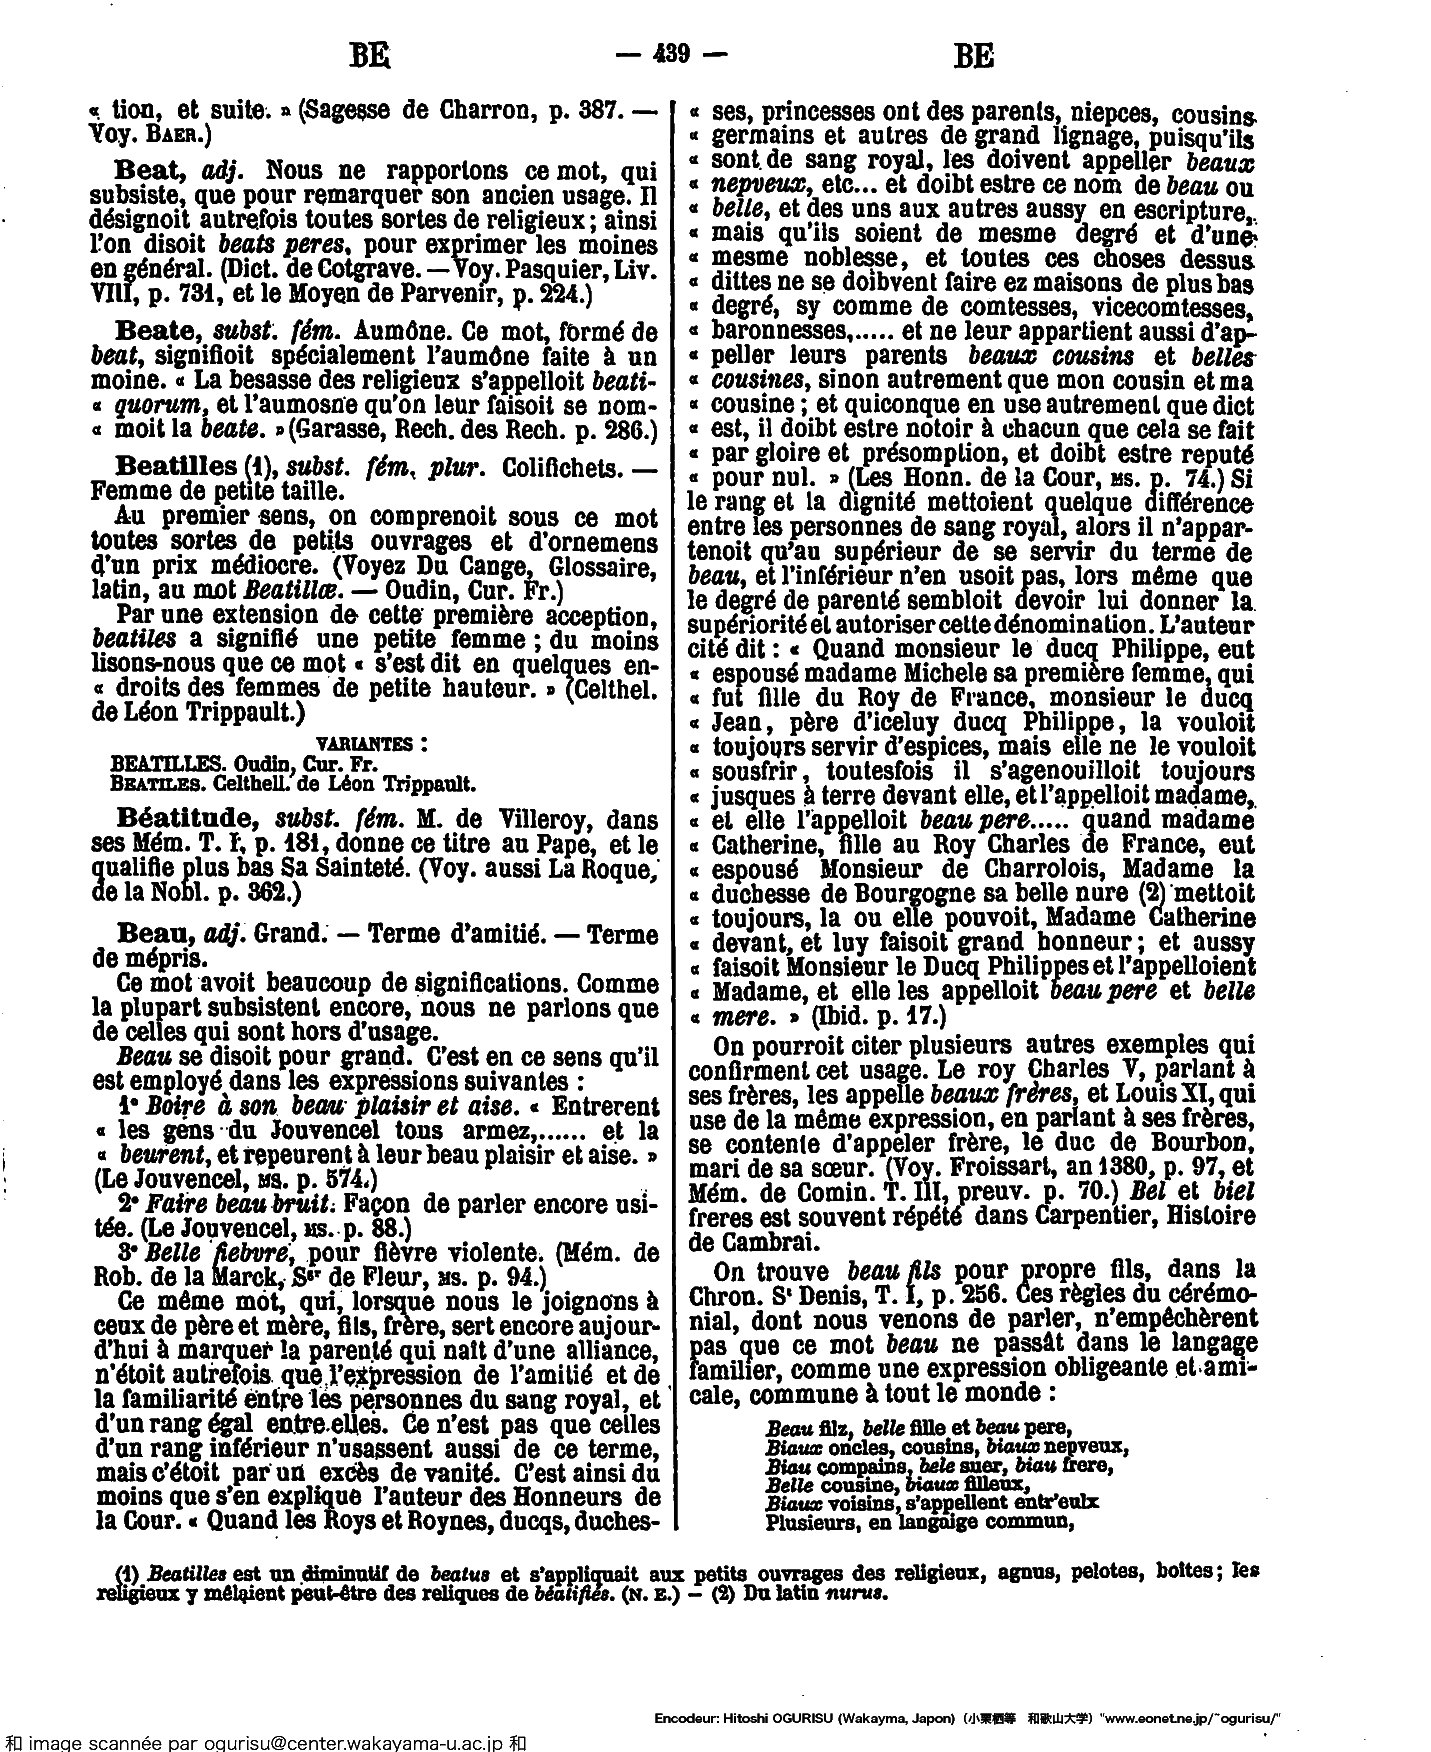 BE — 439 — BE
« tion, et suite. » (Sagesse de Charron, p. 387. —
Voy. BAER.)
Beat, adj. Nous ne rapportons ce mot, qui
subsiste, que pour remarquer son ancien usage. Il
désignoit autrefois toutes sortes de religieux ; ainsi
l'on disoit beats peres, pour exprimer les moines
en général. (Dict. de Cotgrave. — Voy. Pasquier, Liv.
VIII, p. 731, et le Moyen de Parvenir, p. 224.)
Beate, subst. fém. Aumône. Ce mot, formé de
beat, signifioit spécialement l'aumône faite à un
moine. « La besasse des religieux s'appelloit beati-
« quorum, et l'aumosne qu'on leur faisoit se nom-
« moit la beate. » (Garasse, Rech. des Rech. p. 286.)
Beatilles (1), subst. fém. plur. Colifichets. —
Femme de petite taille.
Au premier sens, on comprenoit sous ce mot
toutes sortes de petits ouvrages et d'ornemens
d'un prix médiocre. (Voyez Du Cange, Glossaire,
latin, au mot Beatillæ. — Oudin, Cur. Fr.)
Par une extension de cette première acception,
beatiles a signifié une petite femme ; du moins
lisons-nous que ce mot « s'est dit en quelques en-
« droits des femmes de petite hauteur. » (Celthel.
de Léon Trippault.)
VARIANTES :
BEATILLES. Oudin, Cur. Fr.
BEATILES. Celthell. de Léon Trippault.
Béatitude, subst. fém. M. de Villeroy, dans
ses Mém. T. I, p. 181, donne ce titre au Pape, et le
qualifie plus bas Sa Sainteté. (Voy. aussi La Roque,
de la Nobl. p. 362.)
Beau, adj. Grand. — Terme d'amitié. — Terme
de mépris.
Ce mot avoit beaucoup de significations. Comme
la plupart subsistent encore, nous ne parlons que
de celles qui sont hors d'usage.
Beau se disoit pour grand. C'est en ce sens qu'il
est employé dans les expressions suivantes :
1° Boire à son beau plaisir et aise. « Entrerent
« les gens du Jouvencel tous armez,...... et la
« beurent, et repeurent à leur beau plaisir et aise. »
(Le Jouvencel, MS. p. 574.)
2° Faire beau bruit. Façon de parler encore usi-
tée. (Le Jouvencel, MS. p. 88.)
3° Belle fiebvre, pour fièvre violente. (Mém. de
Rob. de la Marck, Sgr de Fleur, MS. p. 94.)
Ce même mot, qui, lorsque nous le joignons à
ceux de père et mère, fils, frère, sert encore aujour-
d'hui à marquer la parenté qui naît d'une alliance,
n'étoit autrefois que l'expression de l'amitié et de
la familiarité entre les personnes du sang royal, et
d'un rang égal entre elles. Ce n'est pas que celles
d'un rang inférieur n'usassent aussi de ce terme,
mais c'étoit par un excès de vanité. C'est ainsi du
moins que s'en explique l'auteur des Honneurs de
la Cour. « Quand les Roys et Roynes, ducqs, duches-
« ses, princesses ont des parents, niepces, cousins
« germains et autres de grand lignage, puisqu'ils
« sont de sang royal, les doivent appeller beaux
« nepveux, etc... et doibt estre ce nom de beau ou
« belle, et des uns aux autres aussy en escripture,
« mais qu'ils soient de mesme degré et d'une
« mesme noblesse, et toutes ces choses dessus
« dittes ne se doibvent faire ez maisons de plus bas
« degré, sy comme de comtesses, vicecomtesses,
« baronnesses,..... et ne leur appartient aussi d'ap-
« peller leurs parents beaux cousins et belles
« cousines, sinon autrement que mon cousin et ma
« cousine ; et quiconque en use autrement que dict
« est, il doibt estre notoir à chacun que cela se fait
« par gloire et présomption, et doibt estre reputé
« pour nul. » (Les Honn. de la Cour, MS. p. 74.) Si
le rang et la dignité mettoient quelque différence
entre les personnes de sang royal, alors il n'appar-
tenoit qu'au supérieur de se servir du terme de
beau, et l'inférieur n'en usoit pas, lors même que
le degré de parenté sembloit devoir lui donner la
supériorité et autoriser cette dénomination. L'auteur
cité dit : « Quand monsieur le ducq Philippe, eut
« espousé madame Michele sa première femme, qui
« fut fille du Roy de France, monsieur le ducq
« Jean, père d'iceluy ducq Philippe, la vouloit
« toujours servir d'espices, mais elle ne le vouloit
« sousfrir, toutesfois il s'agenouilloit toujours
« jusques à terre devant elle, et l'appelloit madame,
« et elle l'appelloit beau pere..... quand madame
« Catherine, fille au Roy Charles de France, eut
« espousé Monsieur de Charrolois, Madame la
« duchesse de Bourgogne sa belle nure (2) mettoit
« toujours, la ou elle pouvoit, Madame Catherine
« devant, et luy faisoit grand honneur ; et aussy
« faisoit Monsieur le Ducq Philippes et l'appelloient
« Madame, et elle les appelloit beau pere et belle
« mere. » (Ibid. p. 17.)
On pourroit citer plusieurs autres exemples qui
confirment cet usage. Le roy Charles V, parlant à
ses frères, les appelle beaux frères, et Louis XI, qui
use de la même expression, en parlant à ses frères,
se contente d'appeler frère, le duc de Bourbon,
mari de sa sœur. (Voy. Froissart, an 1380, p. 97, et
Mém. de Comin. T. III, preuv. p. 70.) Bel et biel
freres est souvent répété dans Carpentier, Histoire
de Cambrai.
On trouve beau fils pour propre fils, dans la
Chron. St Denis, T. I, p. 256. Ces règles du cérémo-
nial, dont nous venons de parler, n'empêchèrent
pas que ce mot beau ne passât dans le langage
familier, comme une expression obligeante et ami-
cale, commune à tout le monde :
Beau filz, belle fille et beau pere,
Biaux oncles, cousins, biaux nepveux,
Biau compains, bele suer, biau frere,
Belle cousine, biaux filleux,
Biaux voisins, s'appellent entr'eulx
Plusieurs, en langaige commun,
(1) Beatilles est un diminutif de beatus et s'appliquait aux petits ouvrages des religieux, agnus, pelotes, boîtes ; les
religieux y mêlaient peut-être des reliques de béatifiés. (N. E.) — (2) Du latin nurus.
Encodeur: Hitoshi OGURISU (Wakayma, Japon) (小栗栖等 和歌山大学) "www.eonet.ne.jp/~ogurisu/"
和 image scannée par ogurisu@center.wakayama-u.ac.jp 和